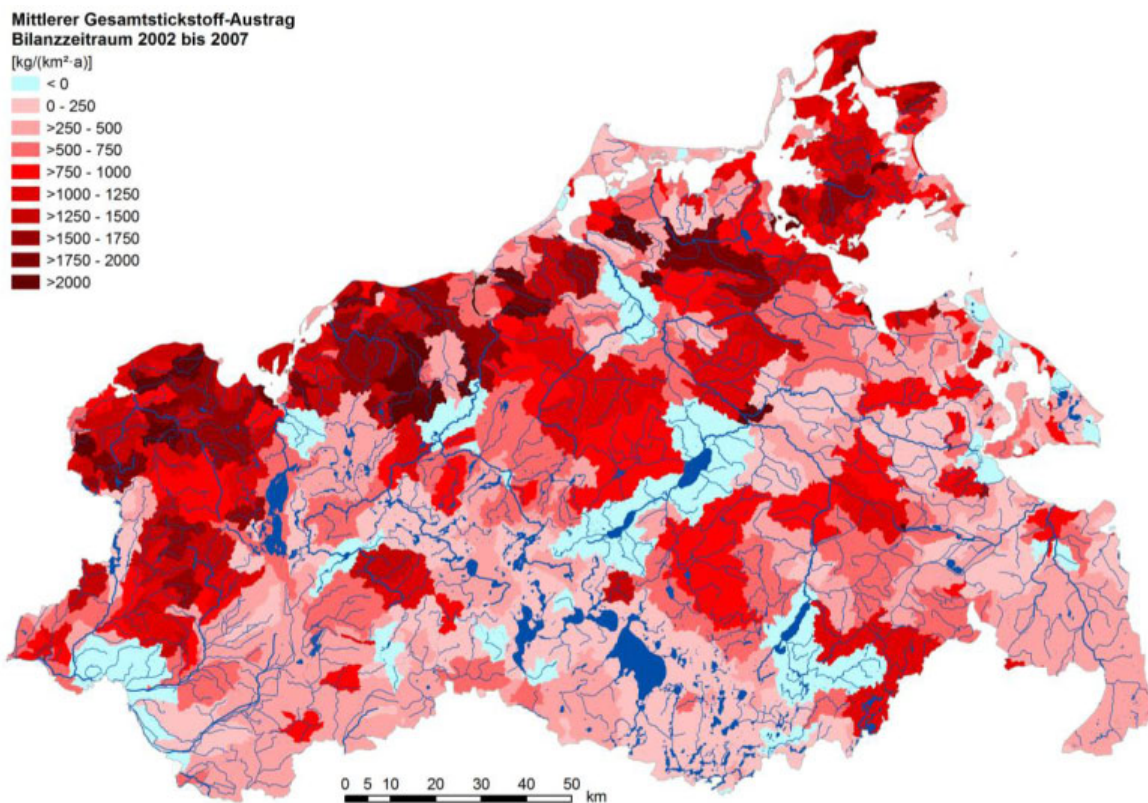 Mittlerer Gesamtstickstoff-Austrag
Bilanzzeitraum 2002 bis 2007
[kg/(km²·a)]
< 0
0 - 250
>250 - 500
>500 - 750
>750 - 1000
>1000 - 1250
>1250 - 1500
>1500 - 1750
>1750 - 2000
>2000
0 5 10 20 30 40 50
km